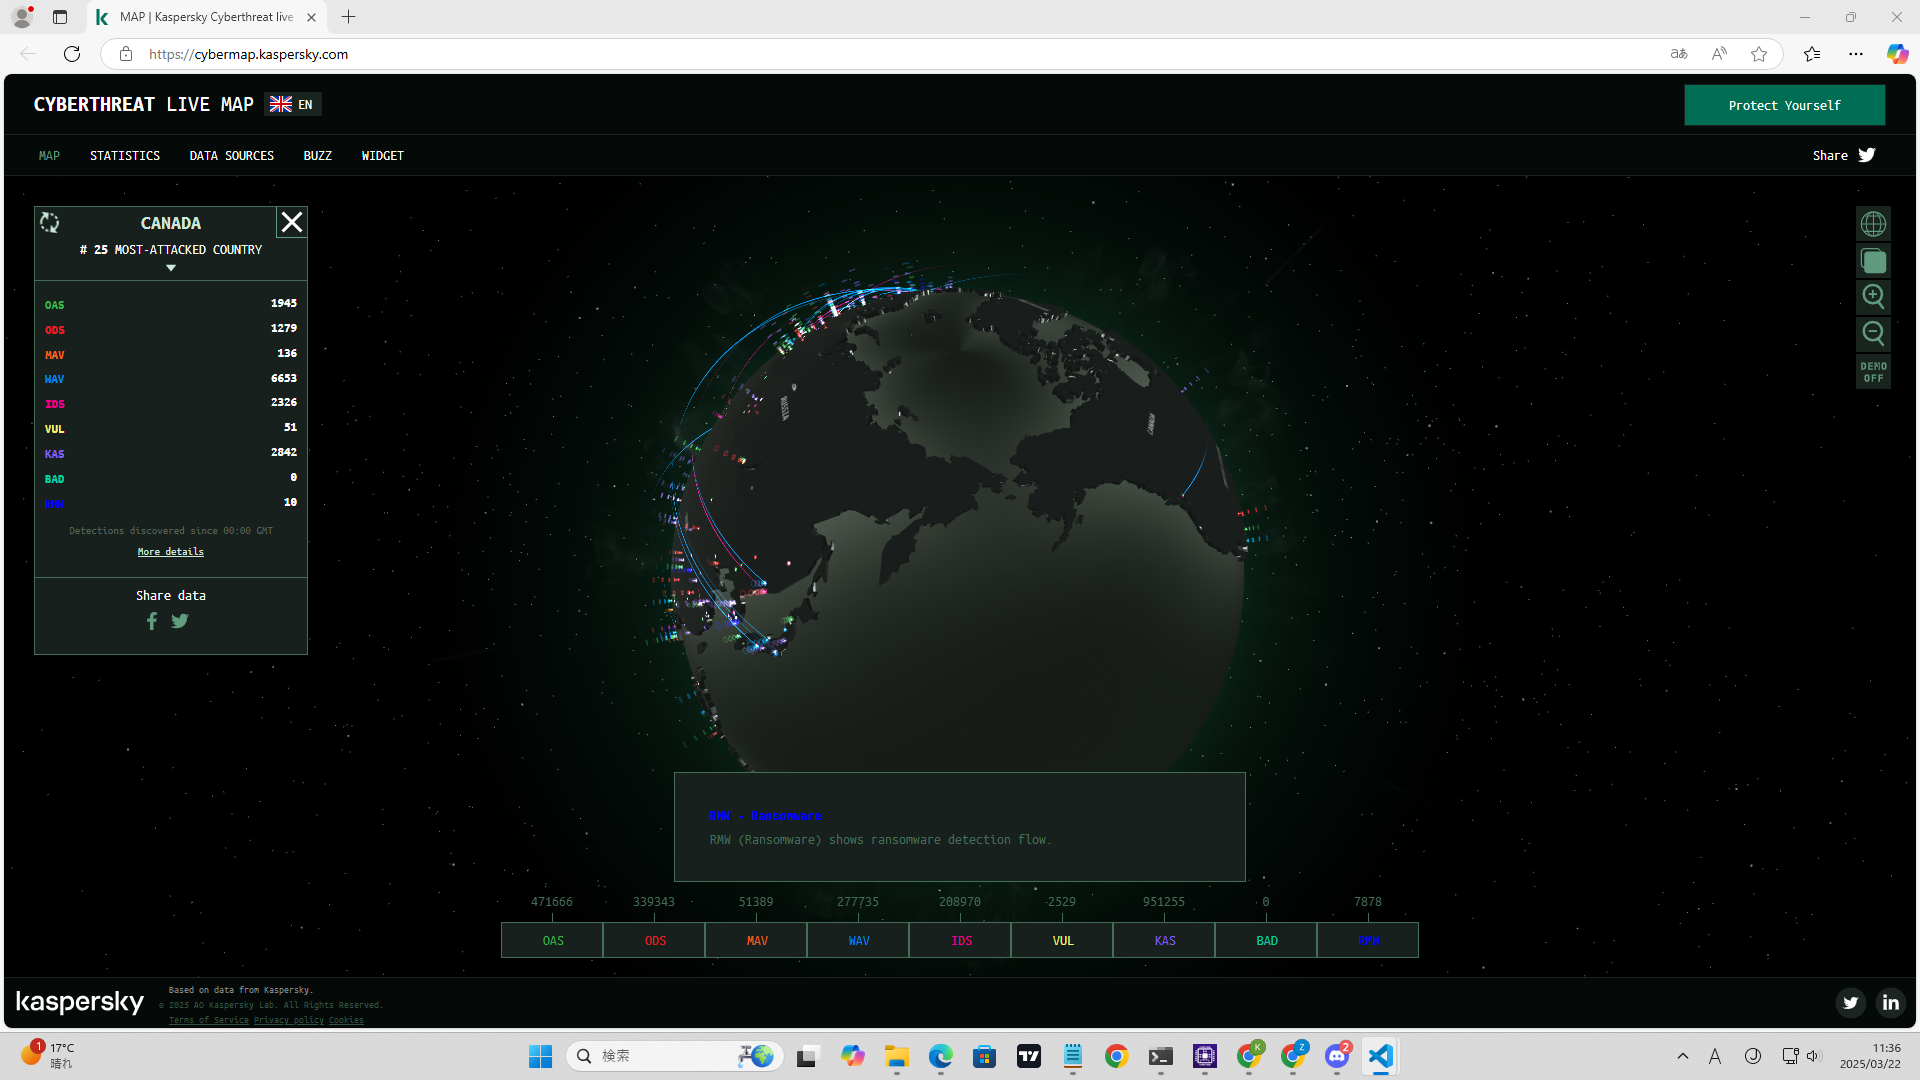 MAP | Kaspersky Cyberthreat live
https://cybermap.kaspersky.com
CYBERTHREAT LIVE MAP EN
Protect Yourself
MAP STATISTICS DATA SOURCES BUZZ WIDGET
Share
CANADA
# 25 MOST-ATTACKED COUNTRY
OAS 1945
ODS 1279
MAV 136
WAV 6653
IDS 2326
VUL 51
KAS 2842
BAD 0
RMW 10
Detections discovered since 00:00 GMT
More details
Share data
DEMO
OFF
CANADA
RMW - Ransomware
RMW (Ransomware) shows ransomware detection flow.
471666 339343 51389 277735 208970 2529 951255 0 7878
OAS ODS MAV WAV IDS VUL KAS BAD RMW
kaspersky
Based on data from Kaspersky.
© 2025 AO Kaspersky Lab. All Rights Reserved.
Terms of Service Privacy policy Cookies
1
17°C
晴れ
検索
K
Z
2
A
11:36
2025/03/22